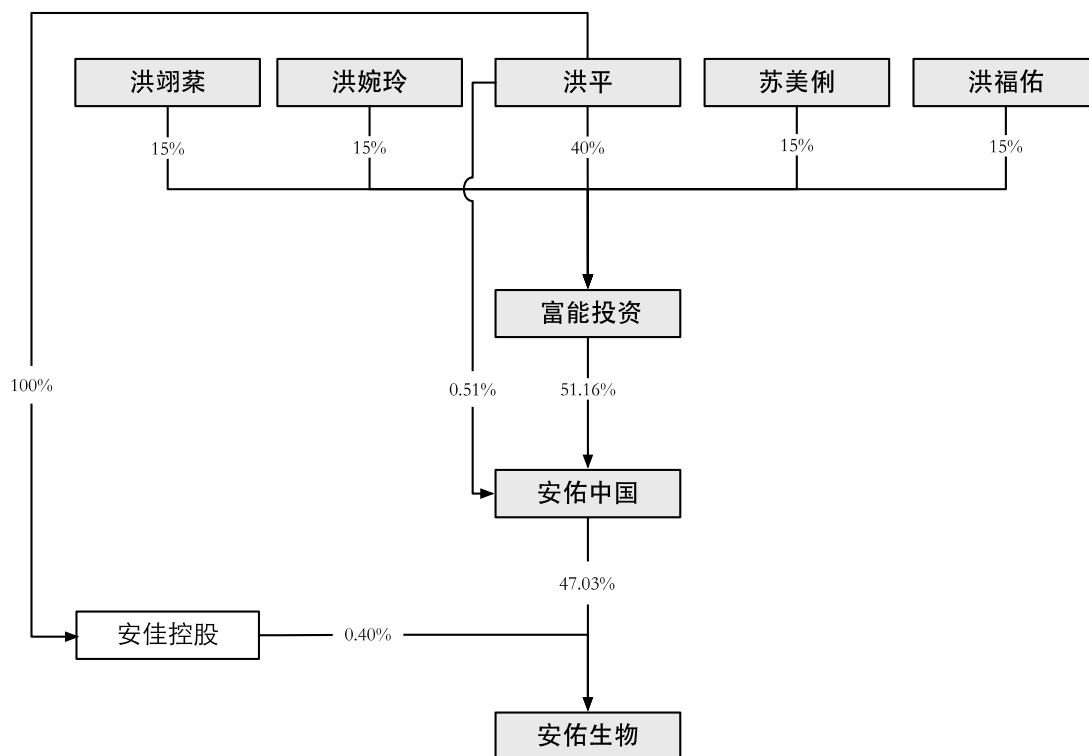 洪翊棻
洪婉玲
洪平
苏美俐
洪福佑
15%
15%
40%
15%
15%
富能投资
100%
0.51%
51.16%
安佑中国
47.03%
安佳控股
0.40%
安佑生物